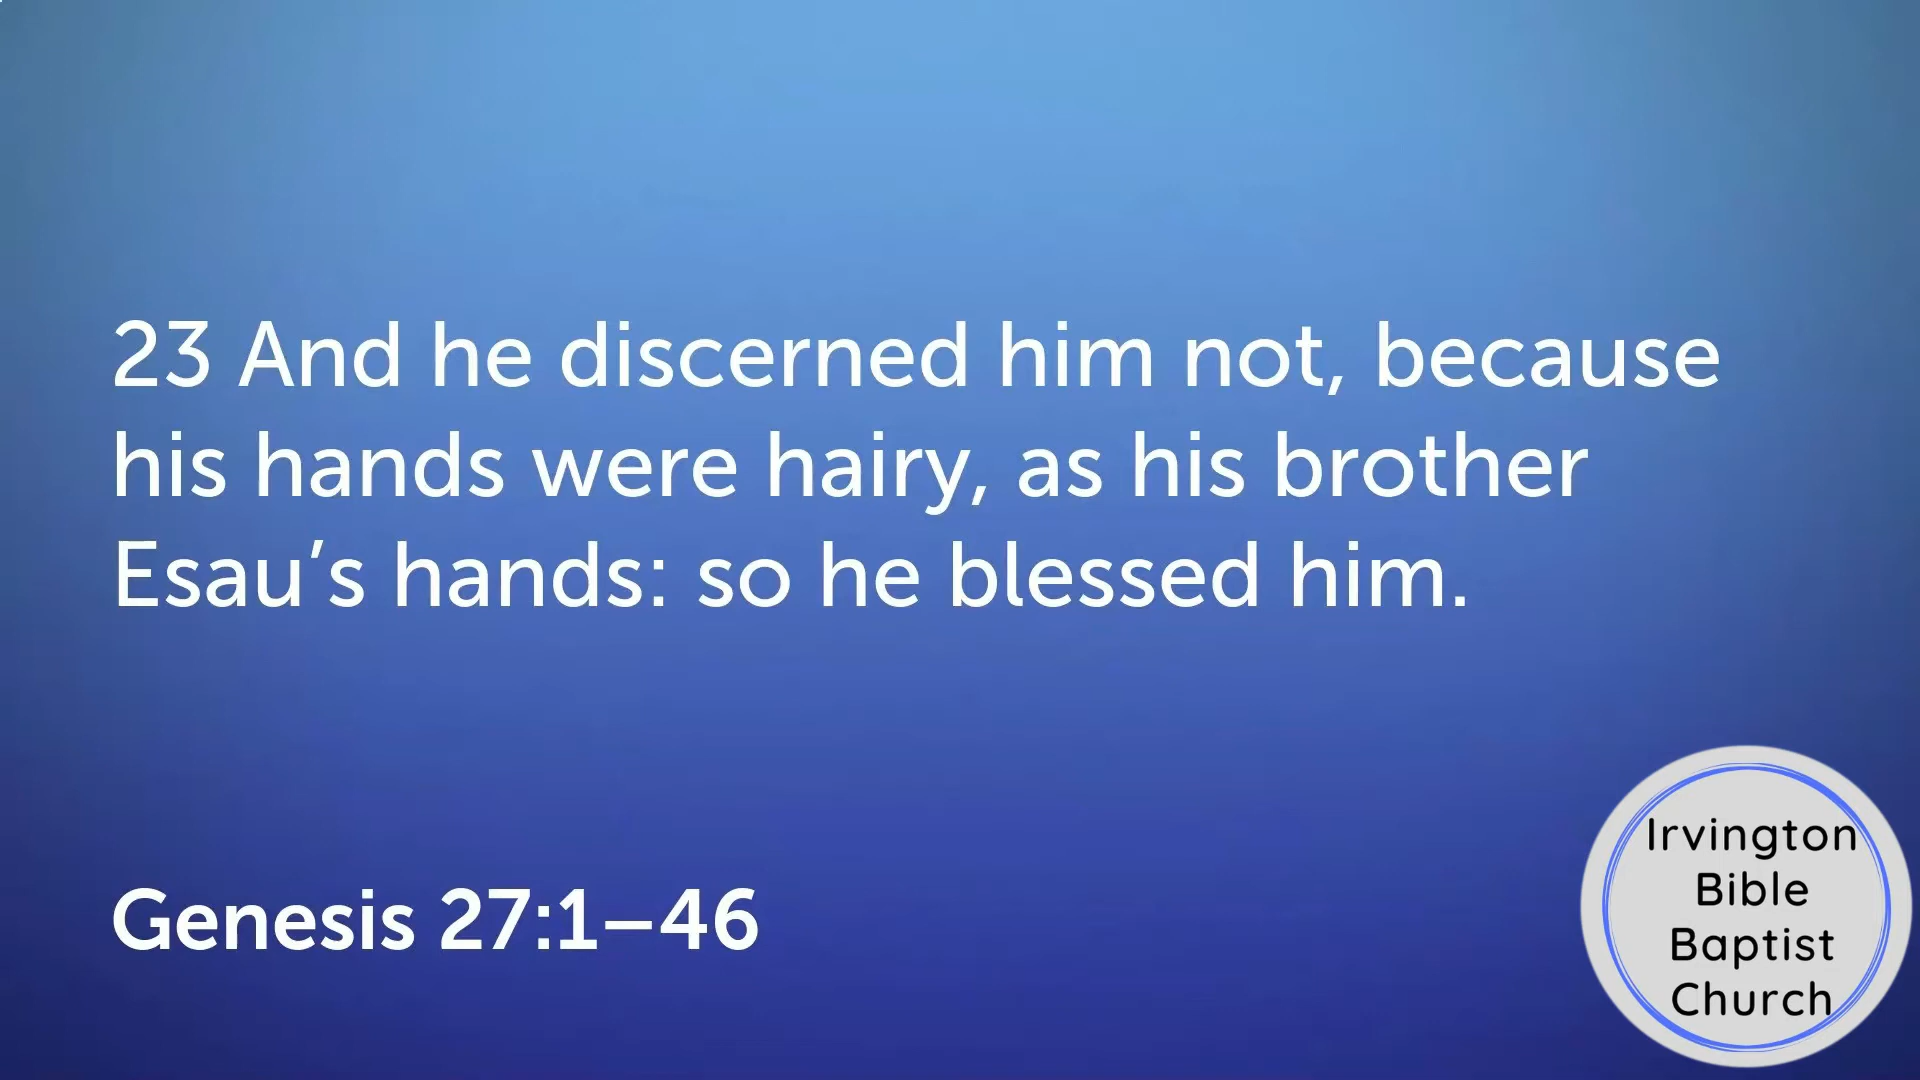 23 And he discerned him not, because
his hands were hairy, as his brother
Esau’s hands: so he blessed him.
Genesis 27:1–46
Irvington
Bible
Baptist
Church